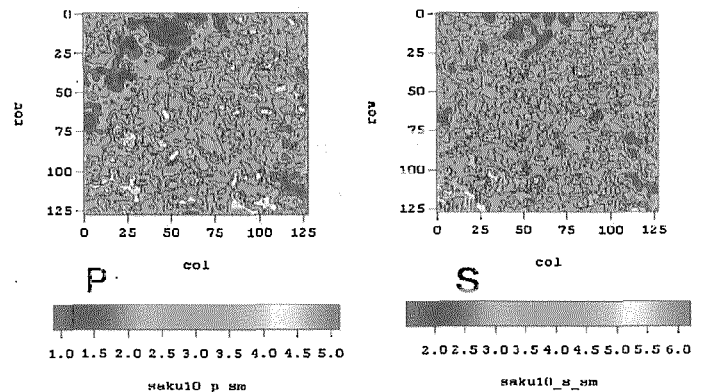 0
25
50
75
100
125
row
0 25 50 75 100 125
col
P
1.0 1.5 2.0 2.5 3.0 3.5 4.0 4.5 5.0
saku10_p_sm
0
25
50
75
100
125
row
0 25 50 75 100 125
col
S
2.0 2.5 3.0 3.5 4.0 4.5 5.0 5.5 6.0
saku10_s_sm